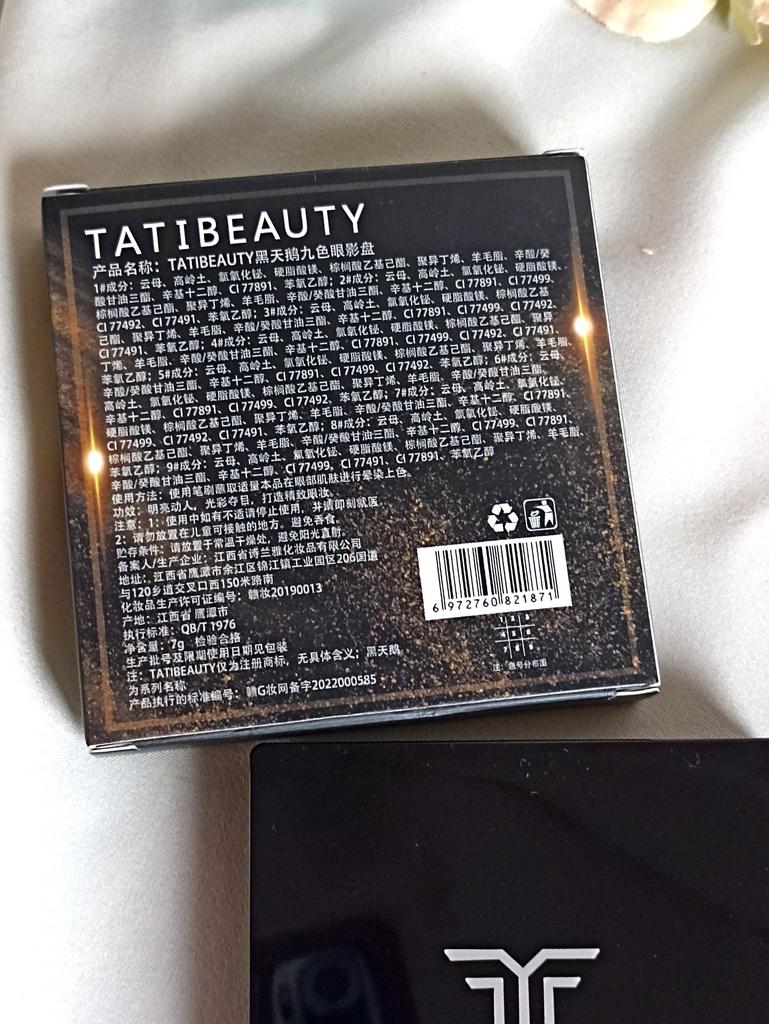 TATIBEAUTY
产品名称：TATIBEAUTY黑天鹅九色眼影盘
1#成分：云母、高岭土、氯氧化铋、硬脂酸镁、棕榈酸乙基己酯、聚异丁烯、羊毛脂、辛酸/癸
酸甘油三酯、辛基十二醇、CI 77891、苯氧乙醇；2#成分：云母、高岭土、氯氧化铋、硬脂酸镁、
棕榈酸乙基己酯、聚异丁烯、羊毛脂、辛酸/癸酸甘油三酯、辛基十二醇、CI 77891、CI 77499、
CI 77492、CI 77491、苯氧乙醇；3#成分：云母、高岭土、氯氧化铋、硬脂酸镁、棕榈酸乙基
己酯、聚异丁烯、羊毛脂、辛酸/癸酸甘油三酯、辛基十二醇、CI 77891、CI 77499、CI 77492、
CI 77491、苯氧乙醇；4#成分：云母、高岭土、氯氧化铋、硬脂酸镁、棕榈酸乙基己酯、聚异
丁烯、羊毛脂、辛酸/癸酸甘油三酯、辛基十二醇、CI 77891、CI 77499、CI 77492、CI 77491、
苯氧乙醇；5#成分：云母、高岭土、氯氧化铋、硬脂酸镁、棕榈酸乙基己酯、聚异丁烯、羊毛脂、
辛酸/癸酸甘油三酯、辛基十二醇、CI 77891、CI 77499、CI 77492、苯氧乙醇；6#成分：云母、
高岭土、氯氧化铋、硬脂酸镁、棕榈酸乙基己酯、聚异丁烯、羊毛脂、辛酸/癸酸甘油三酯、
辛基十二醇、CI 77891、CI 77499、CI 77492、CI 77491、苯氧乙醇；7#成分：云母、高岭土、氯氧化铋、
硬脂酸镁、棕榈酸乙基己酯、聚异丁烯、羊毛脂、辛酸/癸酸甘油三酯、辛基十二醇、CI 77891、
CI 77499、CI 77492、CI 77491、苯氧乙醇；8#成分：云母、高岭土、氯氧化铋、硬脂酸镁、
棕榈酸乙基己酯、聚异丁烯、羊毛脂、辛酸/癸酸甘油三酯、辛基十二醇、CI 77499、CI 77891、
苯氧乙醇；9#成分：云母、高岭土、氯氧化铋、硬脂酸镁、棕榈酸乙基己酯、聚异丁烯、羊毛脂、
辛酸/癸酸甘油三酯、辛基十二醇、CI 77499、CI 77491、CI 77891、苯氧乙醇
使用方法：使用笔刷蘸取适量本品在眼部肌肤进行晕染上色。
功效：明亮动人，光彩夺目，打造精致眼妆。
注意：1：使用中如有不适请停止使用，并请即刻就医
2：请勿放置在儿童可接触的地方。避免吞食。
贮存条件：请放置于常温干燥处，避免阳光直射。
备案人/生产企业：江西省博兰雅化妆品有限公司
地址：江西省鹰潭市余江区锦江镇工业园区206国道
与120乡道交叉口西150米路南
化妆品生产许可证编号：赣妆20190013
产地：江西省 鹰潭市
执行标准：QB/T 1976
净含量：7g 检验合格
生产批号及限期使用日期见包装
注：TATIBEAUTY仅为注册商标，无具体含义；黑天鹅
为系列名称
产品执行的标准编号：赣G妆网备字2022000585
6 972760 821871
1 2 3
4 5 6
7 8 9
注：色号分布图